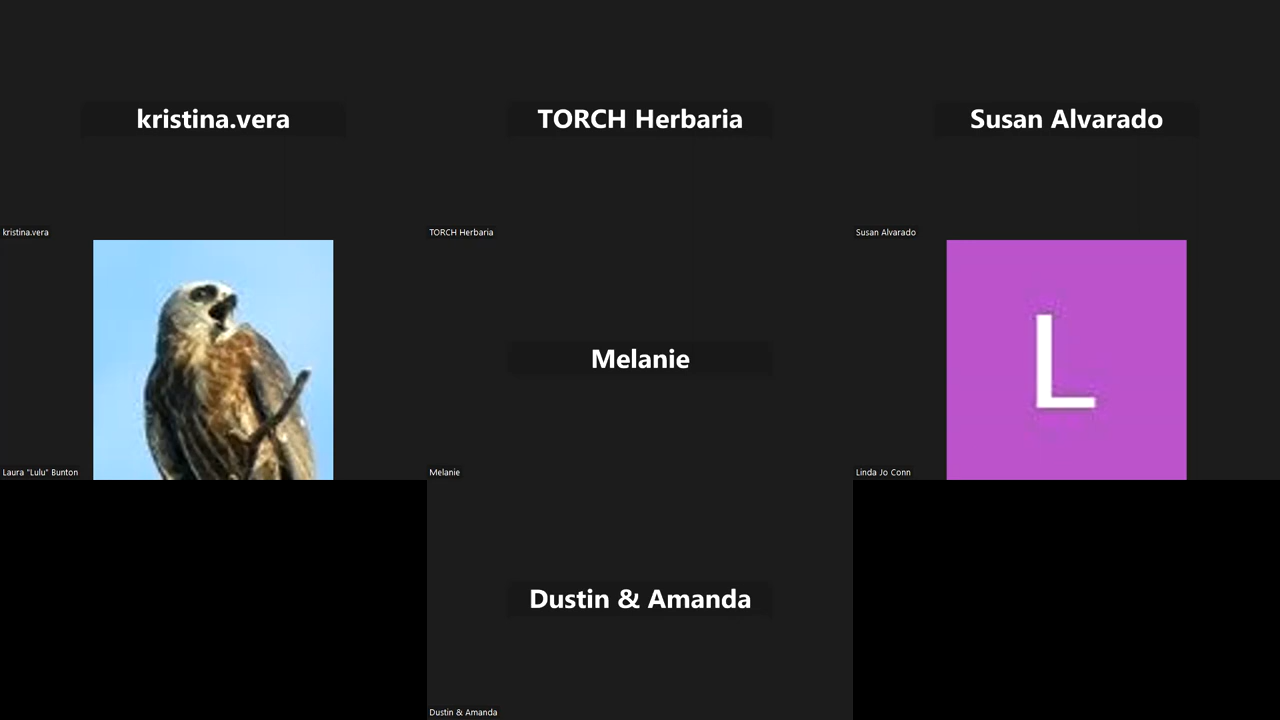 kristina.vera
TORCH Herbaria
Susan Alvarado
kristina.vera
TORCH Herbaria
Susan Alvarado
Melanie
L
Laura "Lulu" Bunton
Melanie
Linda Jo Conn
Dustin & Amanda
Dustin & Amanda